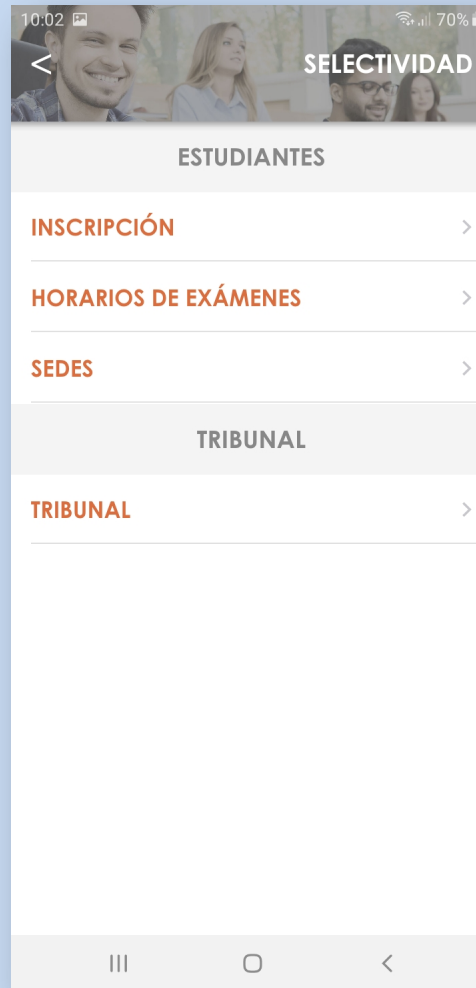 10:02 70%
< SELECTIVIDAD
ESTUDIANTES
INSCRIPCIÓN
HORARIOS DE EXÁMENES
SEDES
TRIBUNAL
TRIBUNAL